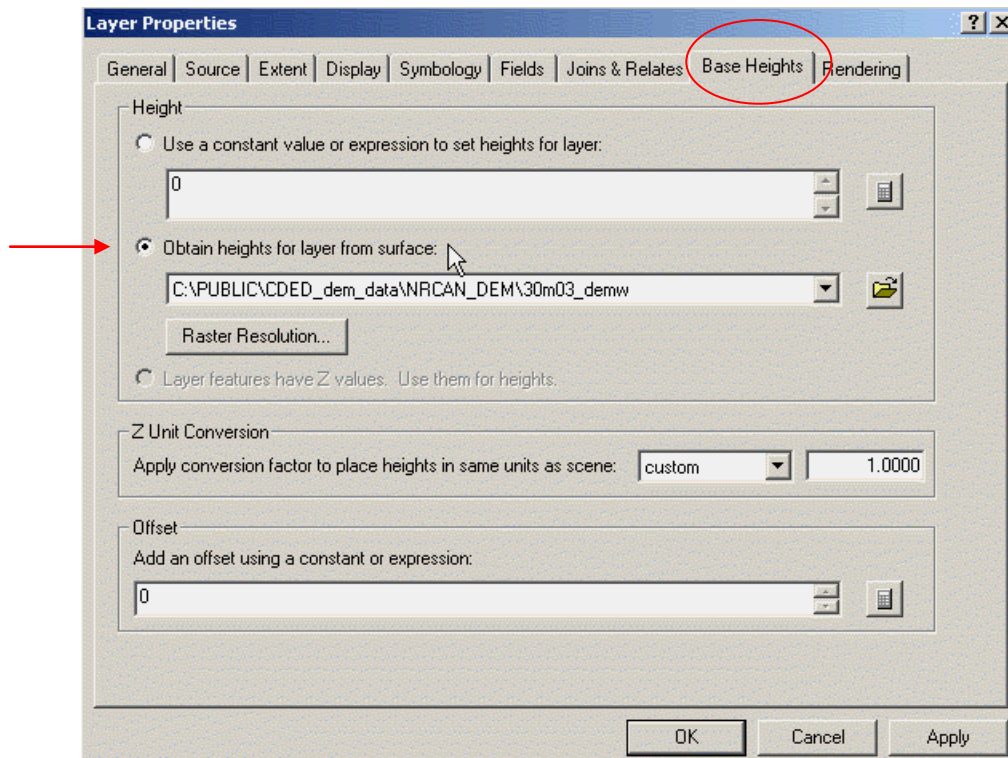 Layer Properties
General Source Extent Display Symbology Fields Joins & Relates Base Heights Rendering
Height
Use a constant value or expression to set heights for layer:
0
Obtain heights for layer from surface:
C:\PUBLIC\CDED_dem_data\NRCAN_DEM\30m03_demw
Raster Resolution...
Layer features have Z values. Use them for heights.
Z Unit Conversion
Apply conversion factor to place heights in same units as scene: custom 1.0000
Offset
Add an offset using a constant or expression:
0
OK Cancel Apply